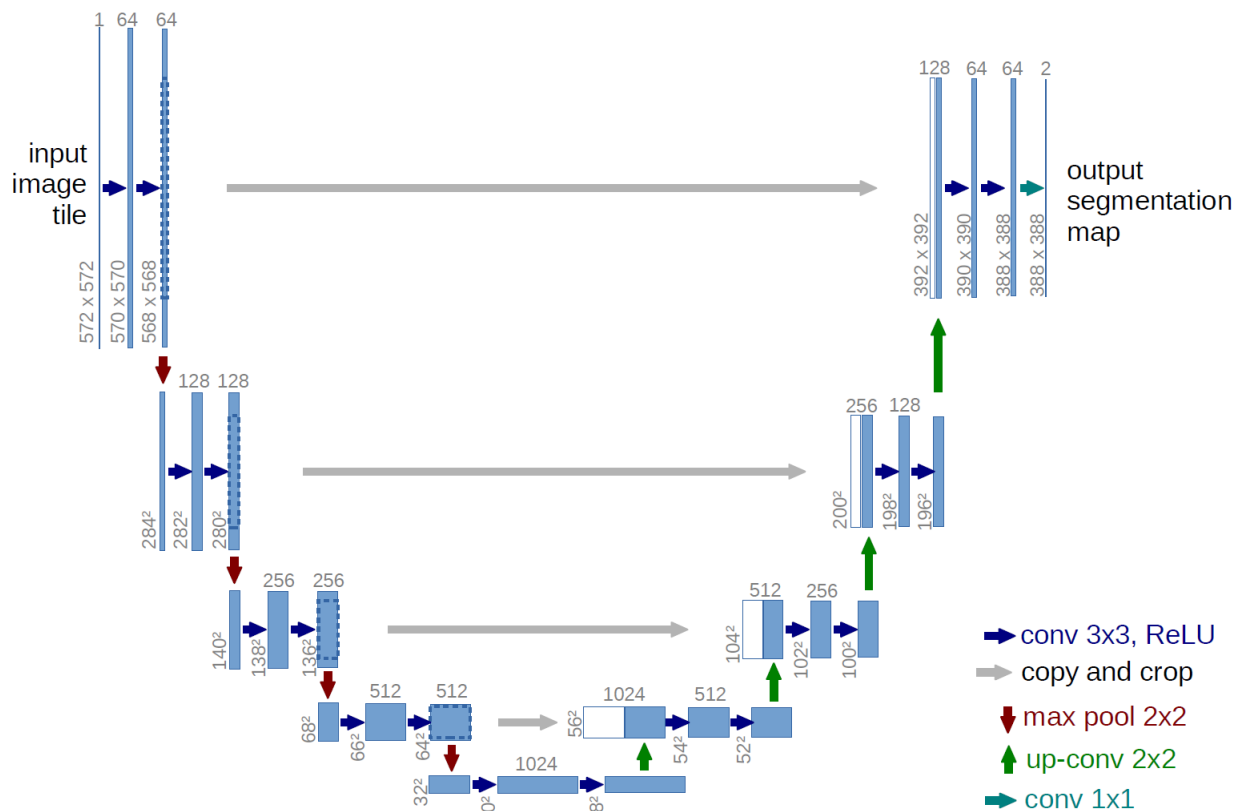 1 64 64
input
image
tile
572 x 572
570 x 570
568 x 568
128 64 64 2
output
segmentation
map
392 x 392
390 x 390
388 x 388
388 x 388
128 128
284²
282²
280²
256 128
200²
198²
196²
256 256
140²
138²
136²
512 256
104²
102²
100²
512 512
68²
66²
64²
1024 512
56²
54²
52²
1024
32²
conv 3x3, ReLU
copy and crop
max pool 2x2
up-conv 2x2
conv 1x1